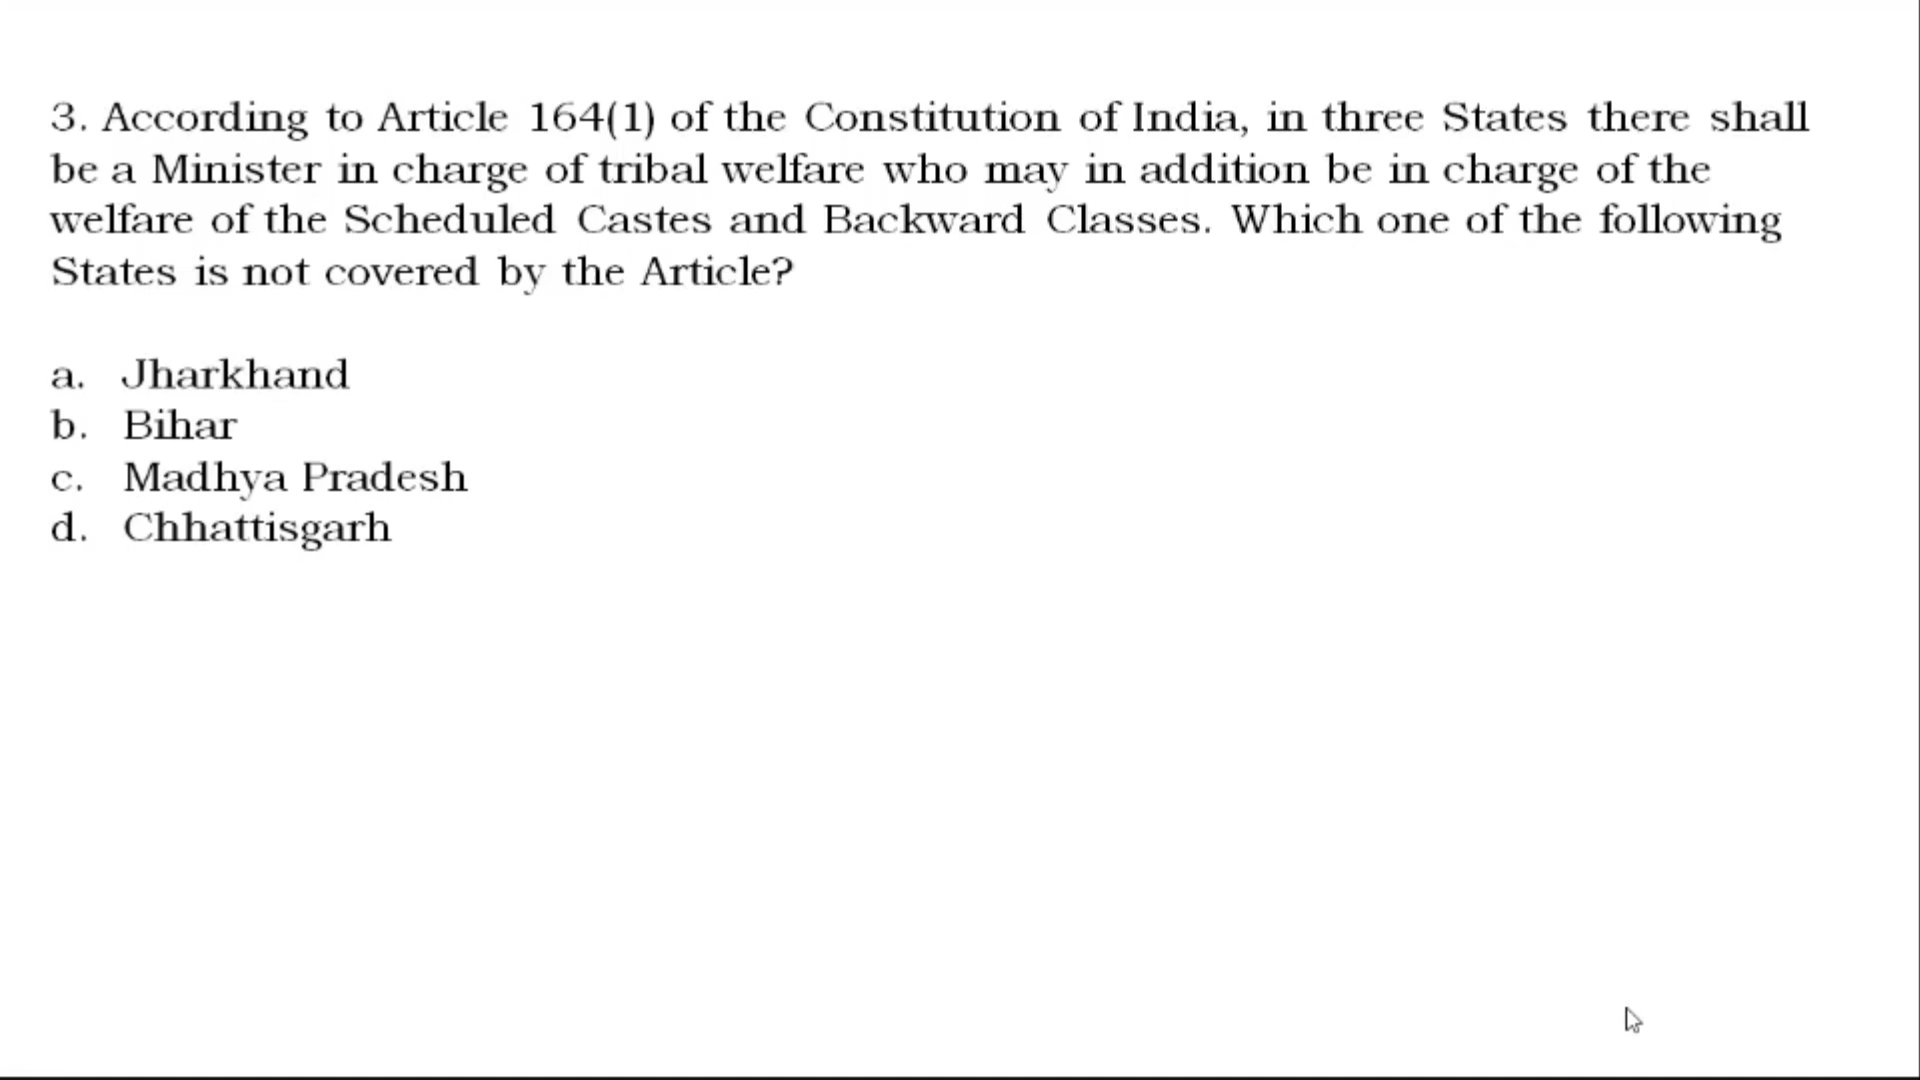 3. According to Article 164(1) of the Constitution of India, in three States there shall
be a Minister in charge of tribal welfare who may in addition be in charge of the
welfare of the Scheduled Castes and Backward Classes. Which one of the following
States is not covered by the Article?
a. Jharkhand
b. Bihar
c. Madhya Pradesh
d. Chhattisgarh